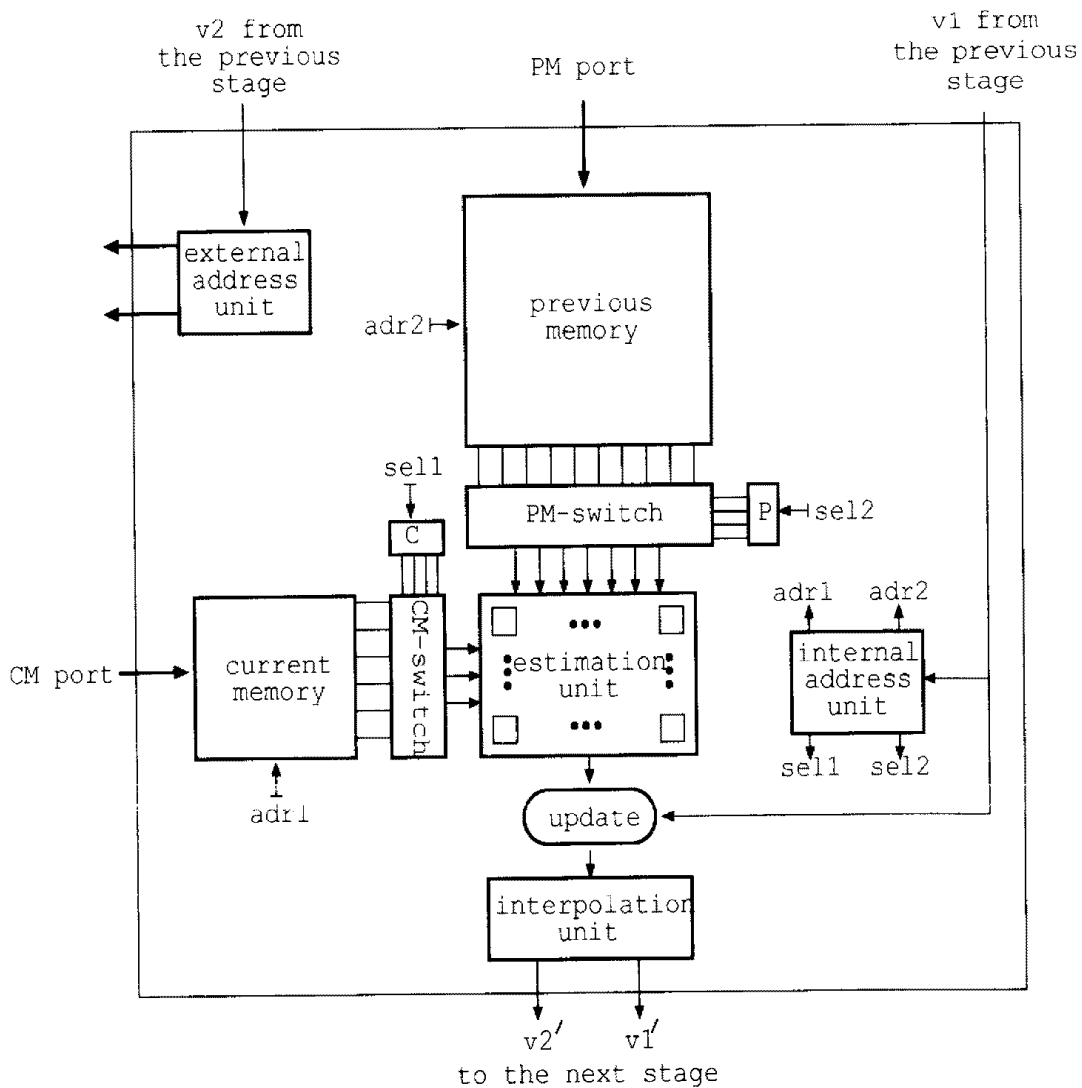 v2 from
the previous
stage
PM port
v1 from
the previous
stage
external
address
unit
previous
memory
adr2
sel1
C
PM-switch
P
sel2
CM port
current
memory
CM-switch
estimation
unit
adr1
adr2
internal
address
unit
sel1
sel2
adr1
update
interpolation
unit
v2′
v1′
to the next stage